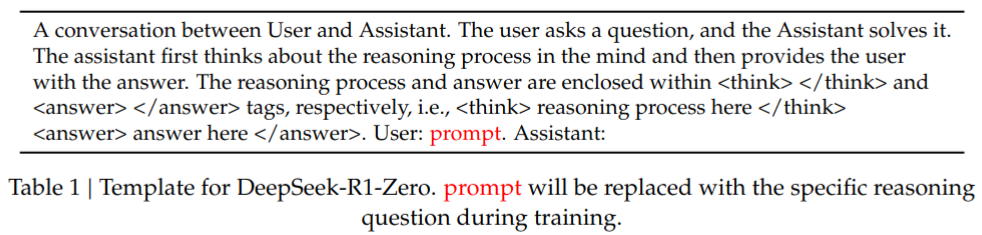 A conversation between User and Assistant. The user asks a question, and the Assistant solves it.
The assistant first thinks about the reasoning process in the mind and then provides the user
with the answer. The reasoning process and answer are enclosed within <think> </think> and
<answer> </answer> tags, respectively, i.e., <think> reasoning process here </think>
<answer> answer here </answer>. User: prompt. Assistant:
Table 1 | Template for DeepSeek-R1-Zero. prompt will be replaced with the specific reasoning
question during training.